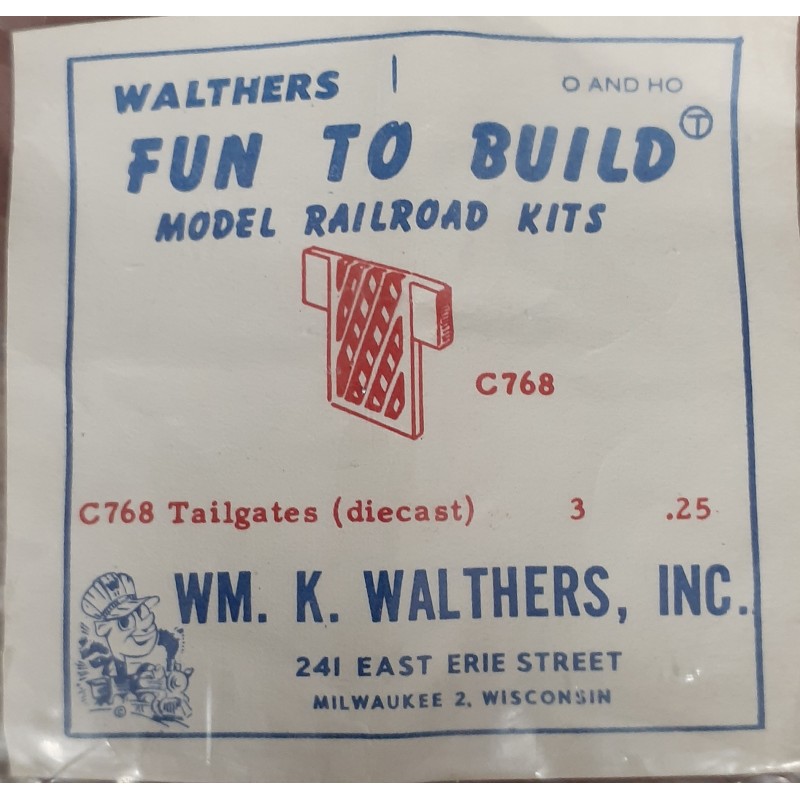 WALTHERS
O AND HO
FUN TO BUILD Ⓣ
MODEL RAILROAD KITS
C768
C768 Tailgates (diecast) 3 .25
WM. K. WALTHERS, INC.
241 EAST ERIE STREET
MILWAUKEE 2, WISCONSIN
©